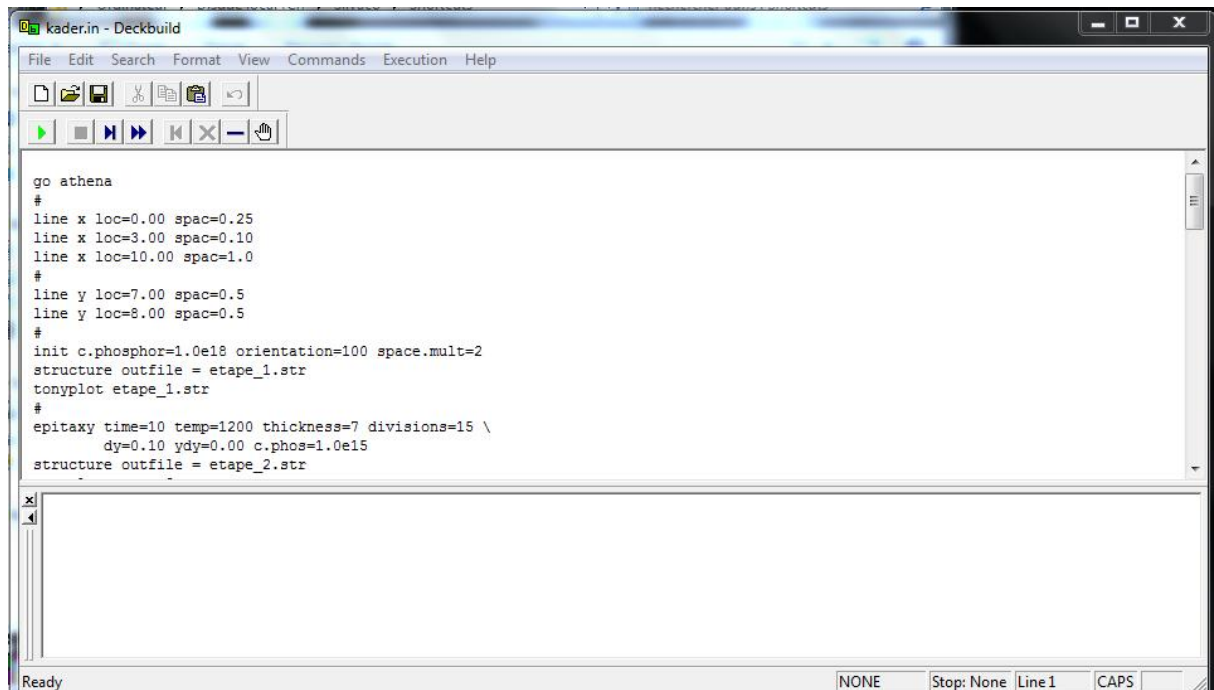 kader.in - Deckbuild
File Edit Search Format View Commands Execution Help
go athena
#
line x loc=0.00 spac=0.25
line x loc=3.00 spac=0.10
line x loc=10.00 spac=1.0
#
line y loc=7.00 spac=0.5
line y loc=8.00 spac=0.5
#
init c.phosphor=1.0e18 orientation=100 space.mult=2
structure outfile = etape_1.str
tonyplot etape_1.str
#
epitaxy time=10 temp=1200 thickness=7 divisions=15 \
dy=0.10 ydy=0.00 c.phos=1.0e15
structure outfile = etape_2.str
Ready
NONE Stop: None Line 1 CAPS